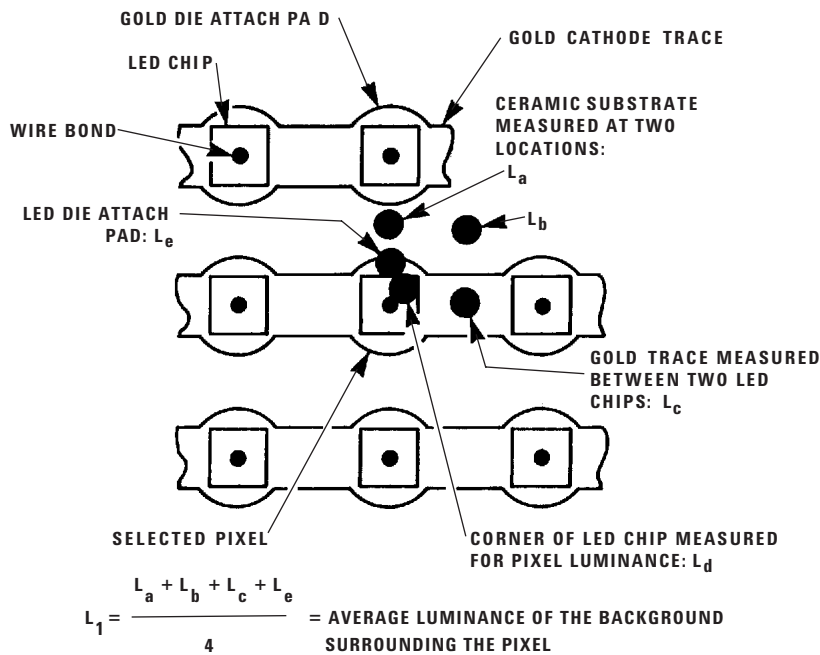 GOLD DIE ATTACH PA D
GOLD CATHODE TRACE
LED CHIP
CERAMIC SUBSTRATE
MEASURED AT TWO
LOCATIONS:
La
WIRE BOND
LED DIE ATTACH
PAD: Le
Lb
GOLD TRACE MEASURED
BETWEEN TWO LED
CHIPS: Lc
SELECTED PIXEL
CORNER OF LED CHIP MEASURED
FOR PIXEL LUMINANCE: Ld
L1 = La + Lb + Lc + Le / 4 = AVERAGE LUMINANCE OF THE BACKGROUND
SURROUNDING THE PIXEL